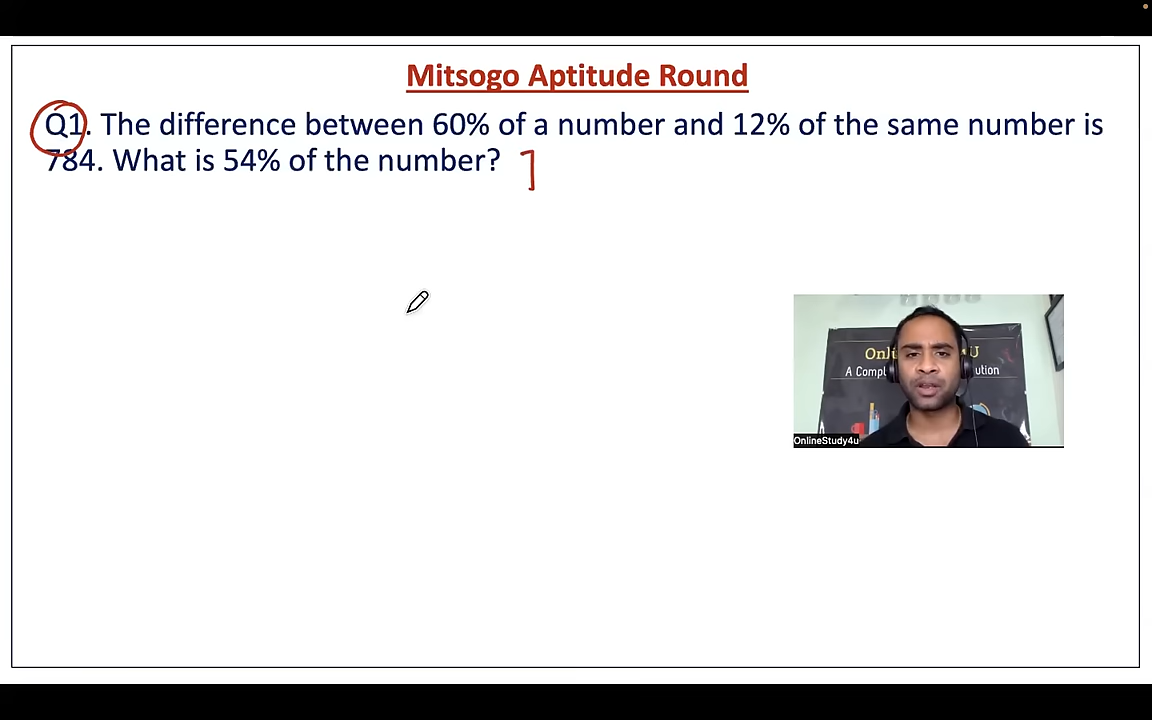 Mitsogo Aptitude Round
Q1. The difference between 60% of a number and 12% of the same number is
784. What is 54% of the number?
A Compl ution
OnlineStudy4u